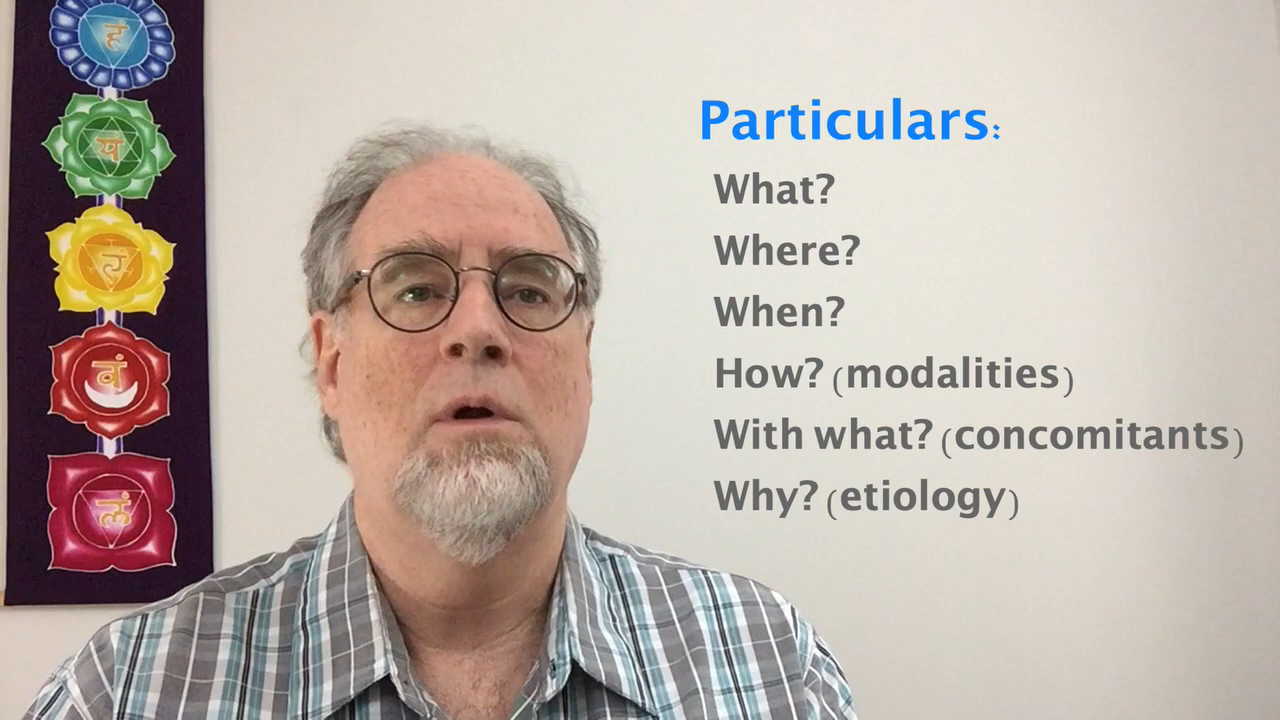 हं
यं
रं
वं
लं
Particulars:
What?
Where?
When?
How? (modalities)
With what? (concomitants)
Why? (etiology)